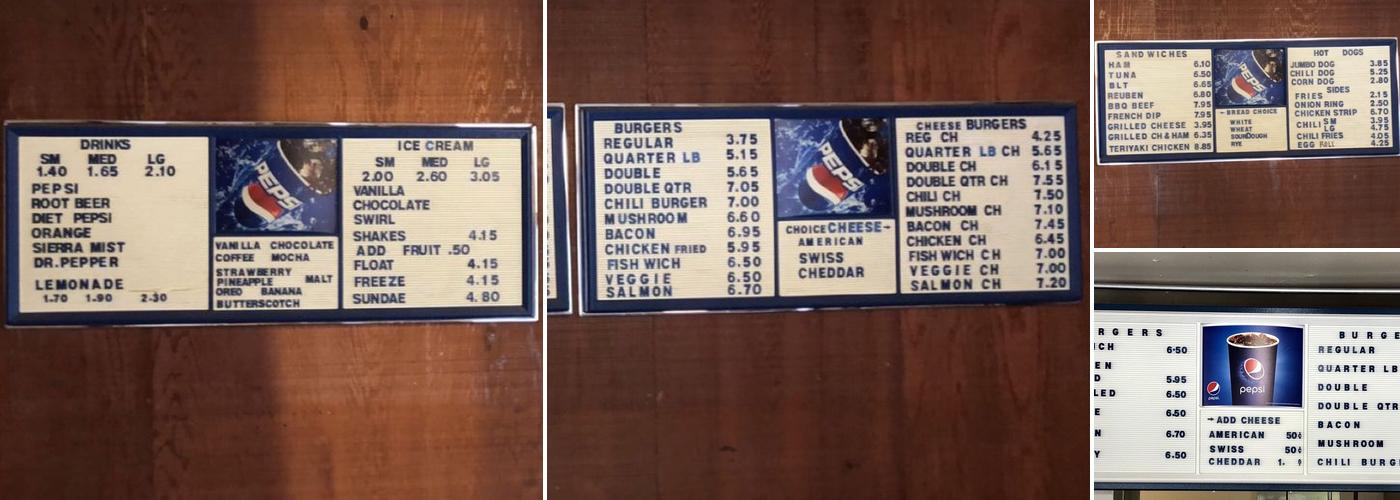 DRINKS
SM MED LG
1.40 1.65 2.10
PEPSI
ROOT BEER
DIET PEPSI
ORANGE
SIERRA MIST
DR.PEPPER
LEMONADE
1.70 1.90 2.30
PEPSI
VANILLA CHOCOLATE
COFFEE MOCHA
STRAWBERRY
PINEAPPLE MALT
OREO BANANA
BUTTERSCOTCH
ICE CREAM
SM MED LG
2.00 2.60 3.05
VANILLA
CHOCOLATE
SWIRL
SHAKES 4.15
ADD FRUIT .50
FLOAT 4.15
FREEZE 4.15
SUNDAE 4.80
BURGERS
REGULAR 3.75
QUARTER LB 5.15
DOUBLE 5.65
DOUBLE QTR 7.05
CHILI BURGER 7.00
MUSHROOM 6.60
BACON 6.95
CHICKEN FRIED 5.95
FISH WICH 6.50
VEGGIE 6.50
SALMON 6.70
PEPSI
CHOICE CHEESE-
AMERICAN
SWISS
CHEDDAR
CHEESE BURGERS
REG CH 4.25
QUARTER LB CH 5.65
DOUBLE CH 6.15
DOUBLE QTR CH 7.55
CHILI CH 7.50
MUSHROOM CH 7.10
BACON CH 7.45
CHICKEN CH 6.45
FISH WICH CH 7.00
VEGGIE CH 7.00
SALMON CH 7.20
SANDWICHES
HAM 6.10
TUNA 6.50
BLT 6.65
REUBEN 6.80
BBQ BEEF 7.95
FRENCH DIP 7.95
GRILLED CHEESE 3.95
GRILLED CH & HAM 6.35
TERIYAKI CHICKEN 8.85
PEPSI
- BREAD CHOICE
WHITE
WHEAT
SOURDOUGH
RYE
HOT DOGS
JUMBO DOG 3.85
CHILI DOG 5.25
CORN DOG 2.80
SIDES
FRIES 2.15
ONION RING 2.50
CHICKEN STRIP 6.70
CHILI SM 3.95
LG 4.75
CHILI FRIES 4.05
EGG ROLL 4.25
RGERS
ICH 6.50
EN
D 5.95
LED 6.50
E 6.50
N 6.70
Y 6.50
pepsi
pepsi
-ADD CHEESE
AMERICAN 50¢
SWISS 50¢
CHEDDAR 1.
BURGE
REGULAR
QUARTER LB
DOUBLE
DOUBLE QTR
BACON
MUSHROOM
CHILI BURG